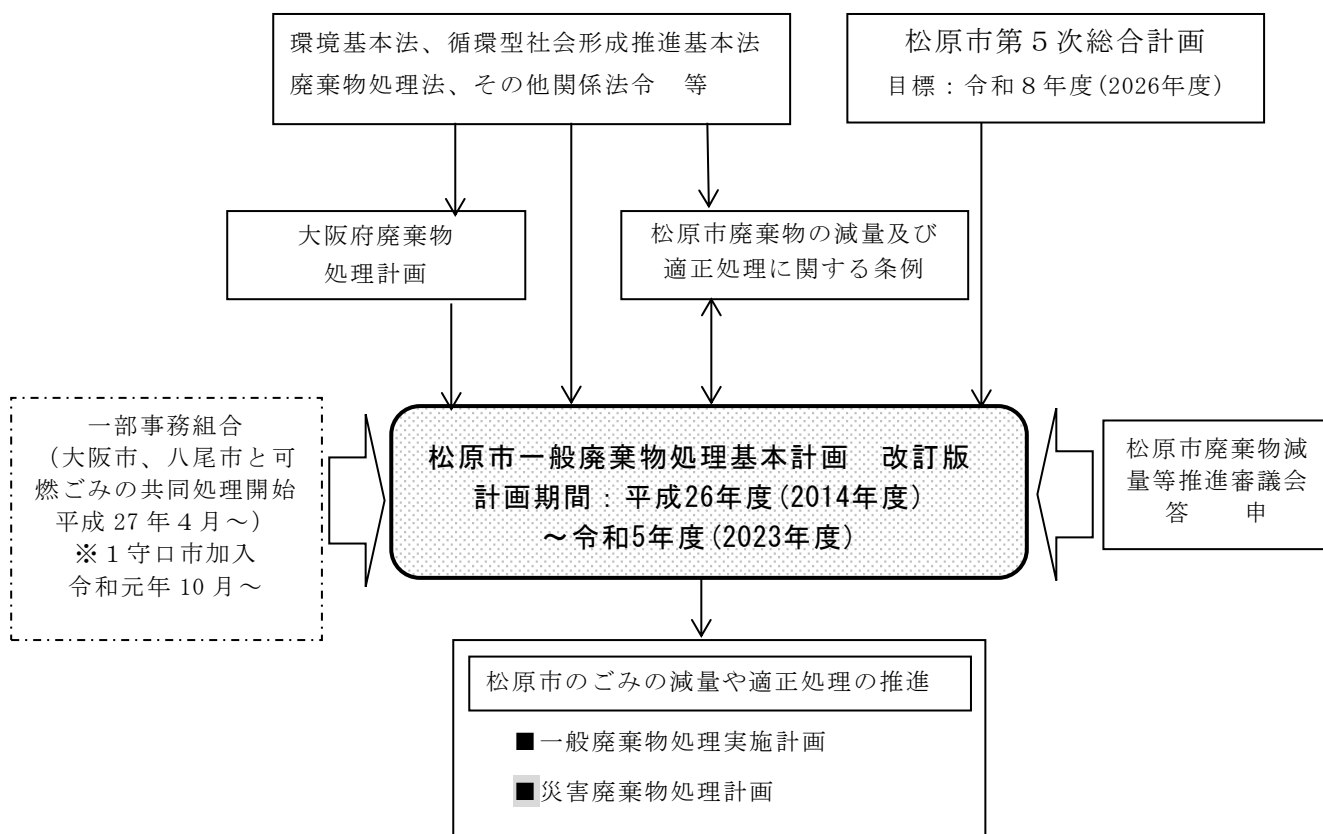 環境基本法、循環型社会形成推進基本法
廃棄物処理法、その他関係法令　等
松原市第５次総合計画
目標：令和８年度(2026年度)
大阪府廃棄物
処理計画
松原市廃棄物の減量及び
適正処理に関する条例
一部事務組合
（大阪市、八尾市と可
燃ごみの共同処理開始
平成 27 年４月～）
※１守口市加入
令和元年 10 月～
松原市一般廃棄物処理基本計画　改訂版
計画期間：平成26年度(2014年度)
～令和5年度(2023年度)
松原市廃棄物減
量等推進審議会
答　　申
松原市のごみの減量や適正処理の推進
■一般廃棄物処理実施計画
■災害廃棄物処理計画